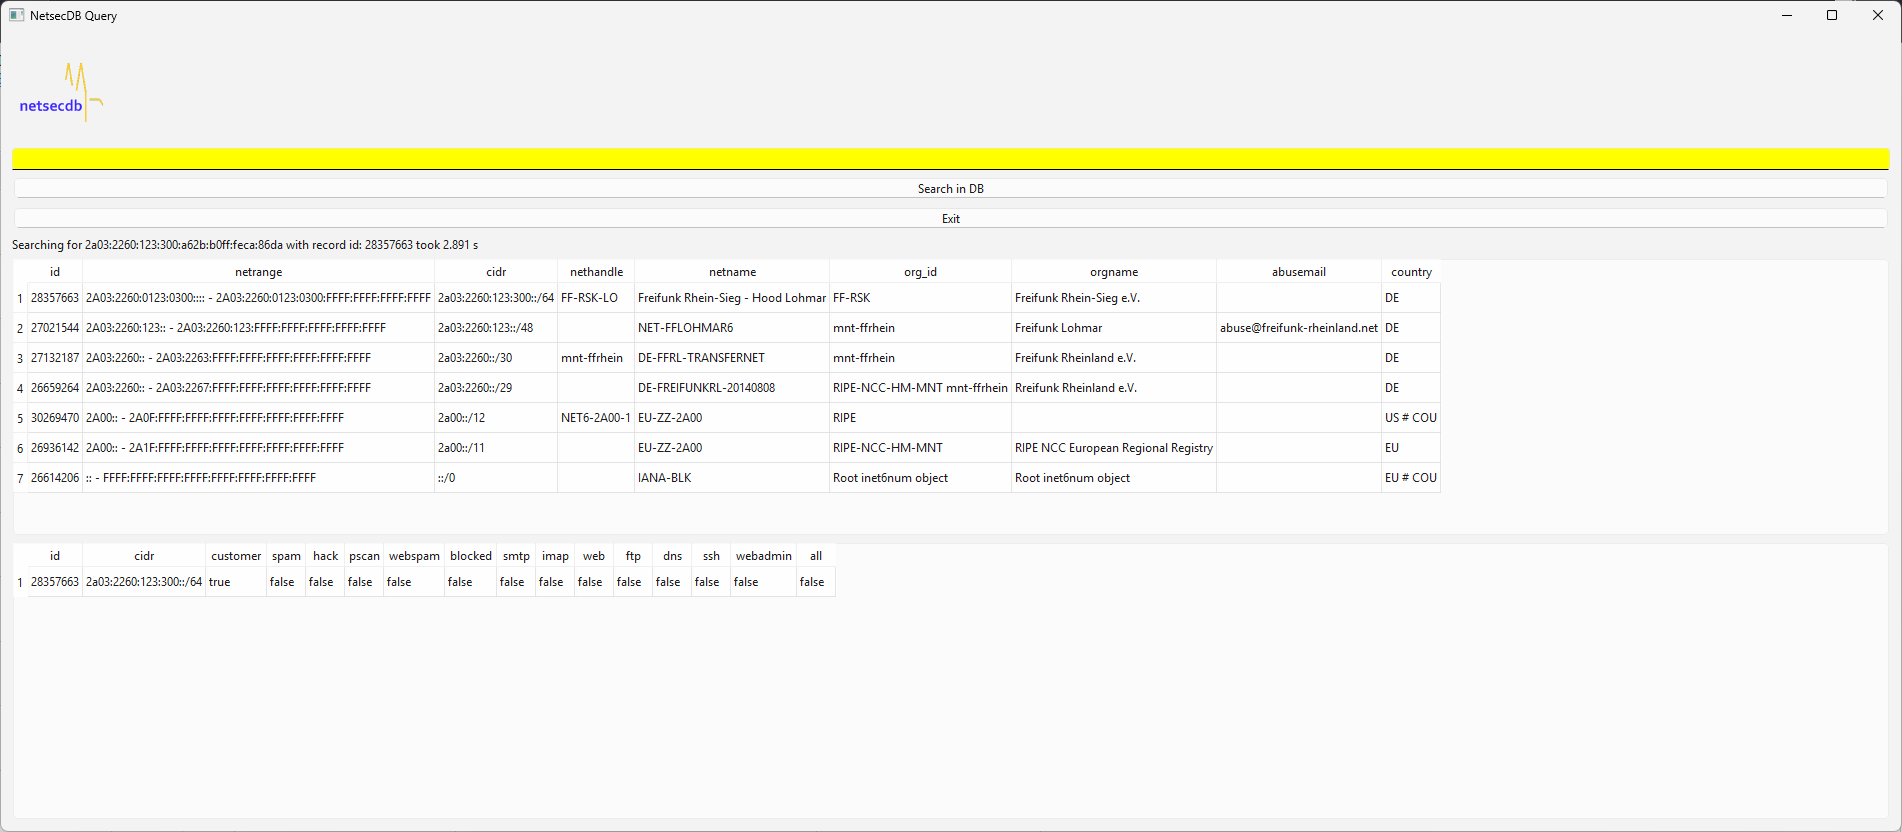 NetsecDB Query
netsecdb
Search in DB
Exit
Searching for 2a03:2260:123:300:a62b:b0ff:feca:86da with record id: 28357663 took 2.891 s
id netrange cidr nethandle netname org_id orgname abusemail country
1 28357663 2A03:2260:0123:0300:::: - 2A03:2260:0123:0300:FFFF:FFFF:FFFF:FFFF 2a03:2260:123:300::/64 FF-RSK-LO Freifunk Rhein-Sieg - Hood Lohmar FF-RSK Freifunk Rhein-Sieg e.V. DE
2 27021544 2A03:2260:123:: - 2A03:2260:123:FFFF:FFFF:FFFF:FFFF:FFFF 2a03:2260:123::/48 NET-FFLOHMAR6 mnt-ffrhein Freifunk Lohmar abuse@freifunk-rheinland.net DE
3 27132187 2A03:2260:: - 2A03:2263:FFFF:FFFF:FFFF:FFFF:FFFF:FFFF 2a03:2260::/30 mnt-ffrhein DE-FFRL-TRANSFERNET mnt-ffrhein Freifunk Rheinland e.V. DE
4 26659264 2A03:2260:: - 2A03:2267:FFFF:FFFF:FFFF:FFFF:FFFF:FFFF 2a03:2260::/29 DE-FREIFUNKRL-20140808 RIPE-NCC-HM-MNT mnt-ffrhein Rreifunk Rheinland e.V. DE
5 30269470 2A00:: - 2A0F:FFFF:FFFF:FFFF:FFFF:FFFF:FFFF:FFFF 2a00::/12 NET6-2A00-1 EU-ZZ-2A00 RIPE US # COU
6 26936142 2A00:: - 2A1F:FFFF:FFFF:FFFF:FFFF:FFFF:FFFF:FFFF 2a00::/11 EU-ZZ-2A00 RIPE-NCC-HM-MNT RIPE NCC European Regional Registry EU
7 26614206 :: - FFFF:FFFF:FFFF:FFFF:FFFF:FFFF:FFFF:FFFF ::/0 IANA-BLK Root inet6num object Root inet6num object EU # COU
id cidr customer spam hack pscan webspam blocked smtp imap web ftp dns ssh webadmin all
1 28357663 2a03:2260:123:300::/64 true false false false false false false false false false false false false false